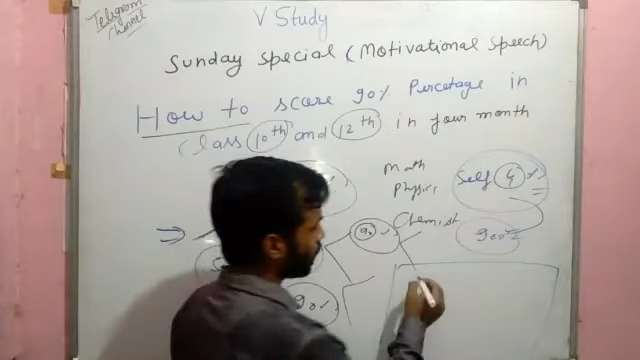 Telegram
channel
V Study
Sunday special (Motivational speech)
How to score 90% Percetage in
Class 10th and 12th in four month
Math
Physics
Chemist
Self 4
90%
90
90